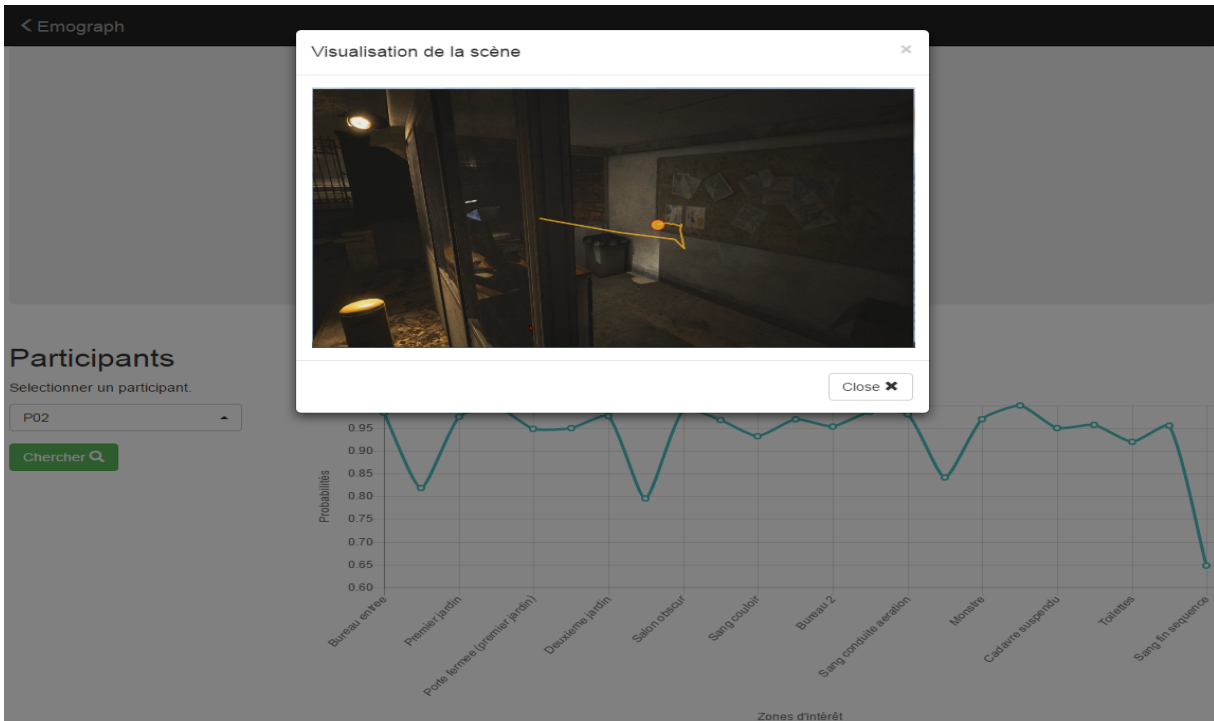 Emograph
Visualisation de la scène
×
Close ✖
Participants
Selectionner un participant.
P02
Chercher
Probabilités
0.95
0.90
0.85
0.80
0.75
0.70
0.65
0.60
Bureau entree
Premier jardin
Porte fermee (premier jardin)
Deuxieme jardin
Salon obscur
Sang couloir
Bureau 2
Sang conduite aeration
Monstre
Cadavre suspendu
Toilettes
Sang fin sequence
Zones d'intérêt